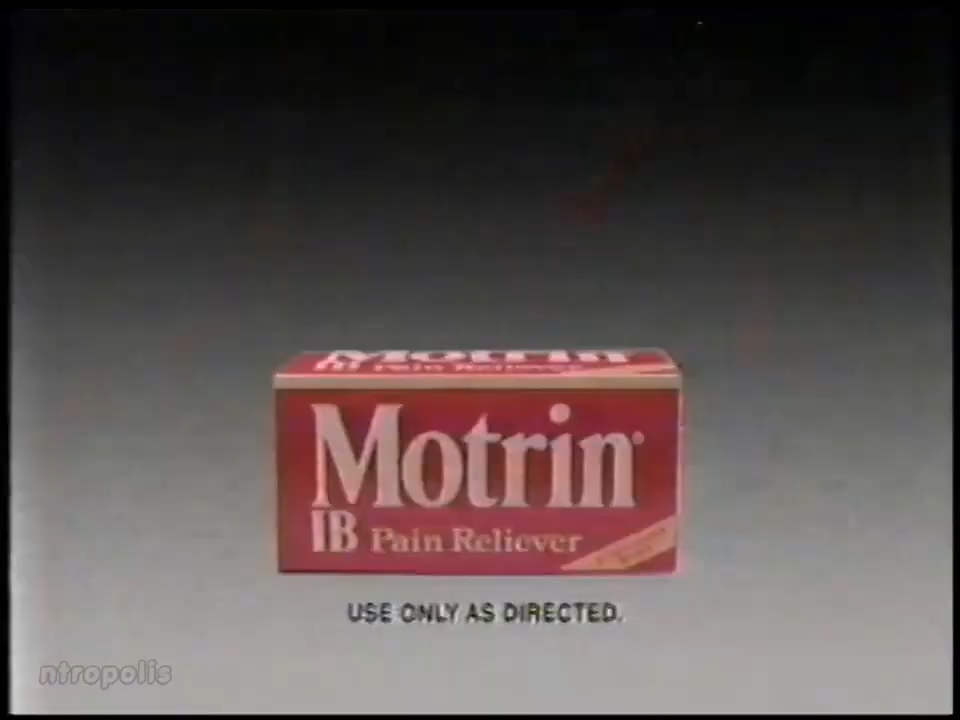 Motrin
IB Pain Reliever
Motrin®
IB Pain Reliever
USE ONLY AS DIRECTED.
ntropolis